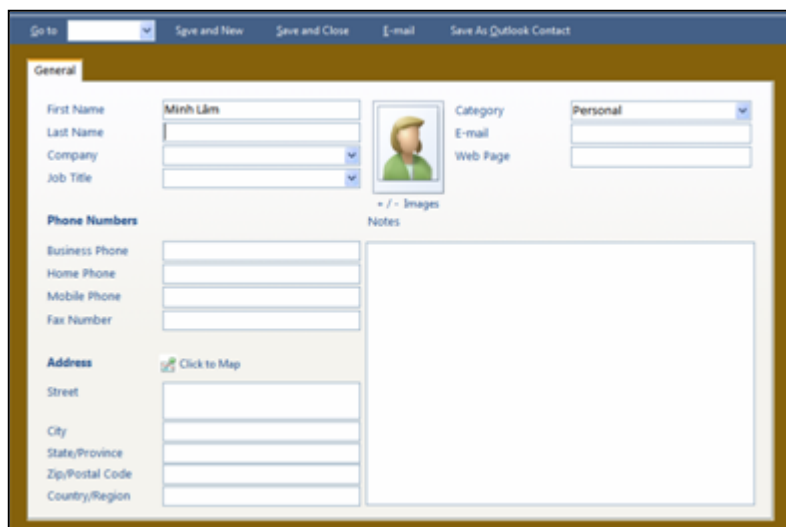 Go to Save and New Save and Close E-mail Save As Outlook Contact
General
First Name Minh Lâm
Last Name
Company
Job Title
Category Personal
E-mail
Web Page
+ / - Images
Phone Numbers
Notes
Business Phone
Home Phone
Mobile Phone
Fax Number
Address Click to Map
Street
City
State/Province
Zip/Postal Code
Country/Region